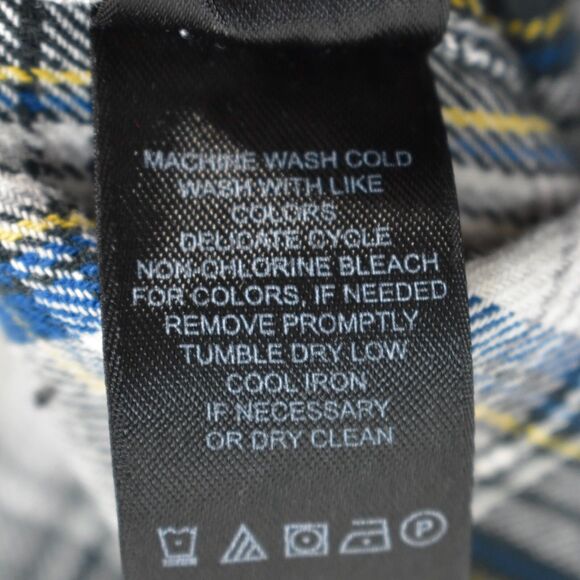 MACHINE WASH COLD
WASH WITH LIKE
COLORS
DELICATE CYCLE
NON-CHLORINE BLEACH
FOR COLORS, IF NEEDED
REMOVE PROMPTLY
TUMBLE DRY LOW
COOL IRON
IF NECESSARY
OR DRY CLEAN
P